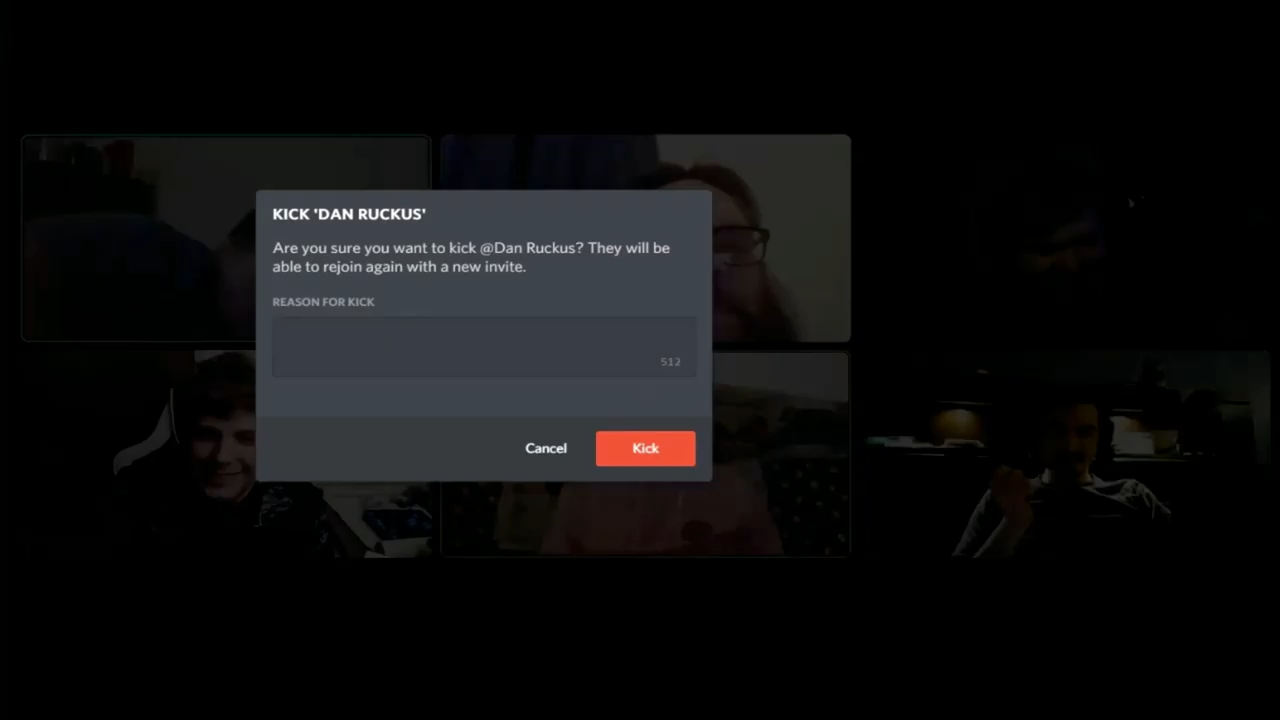 KICK 'DAN RUCKUS'
Are you sure you want to kick @Dan Ruckus? They will be
able to rejoin again with a new invite.
REASON FOR KICK
512
Cancel Kick